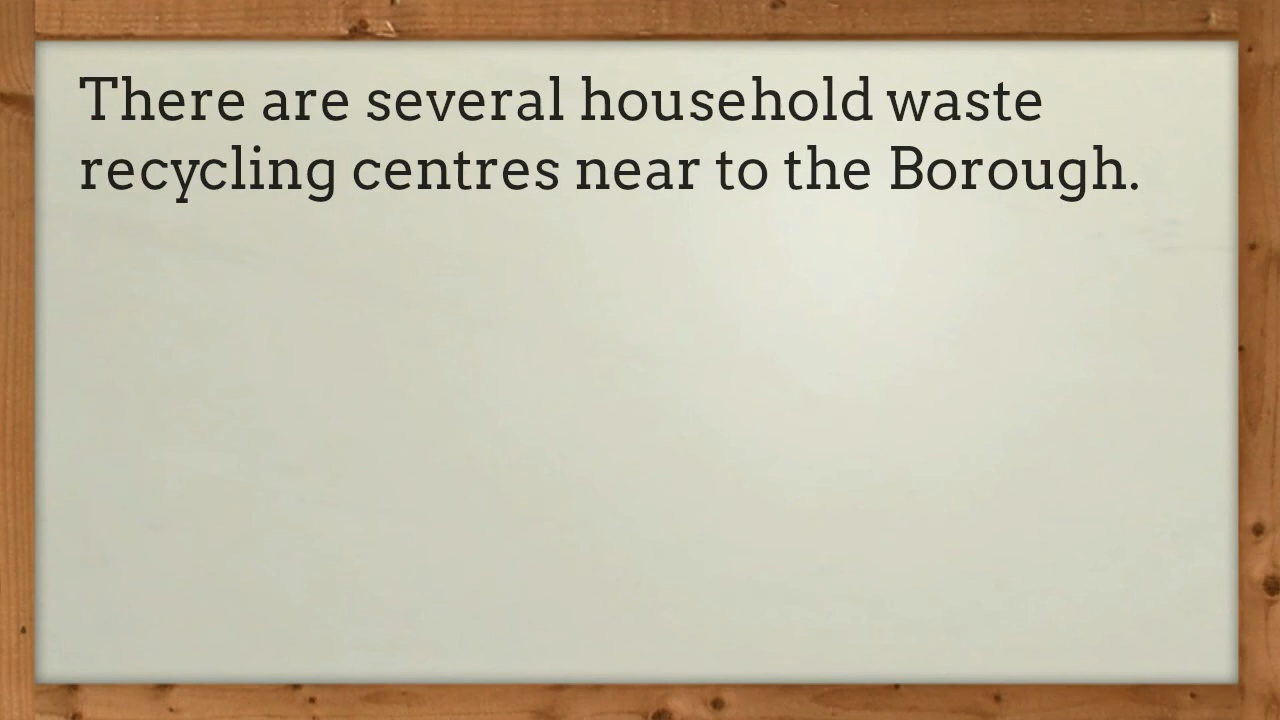 There are several household waste
recycling centres near to the Borough.